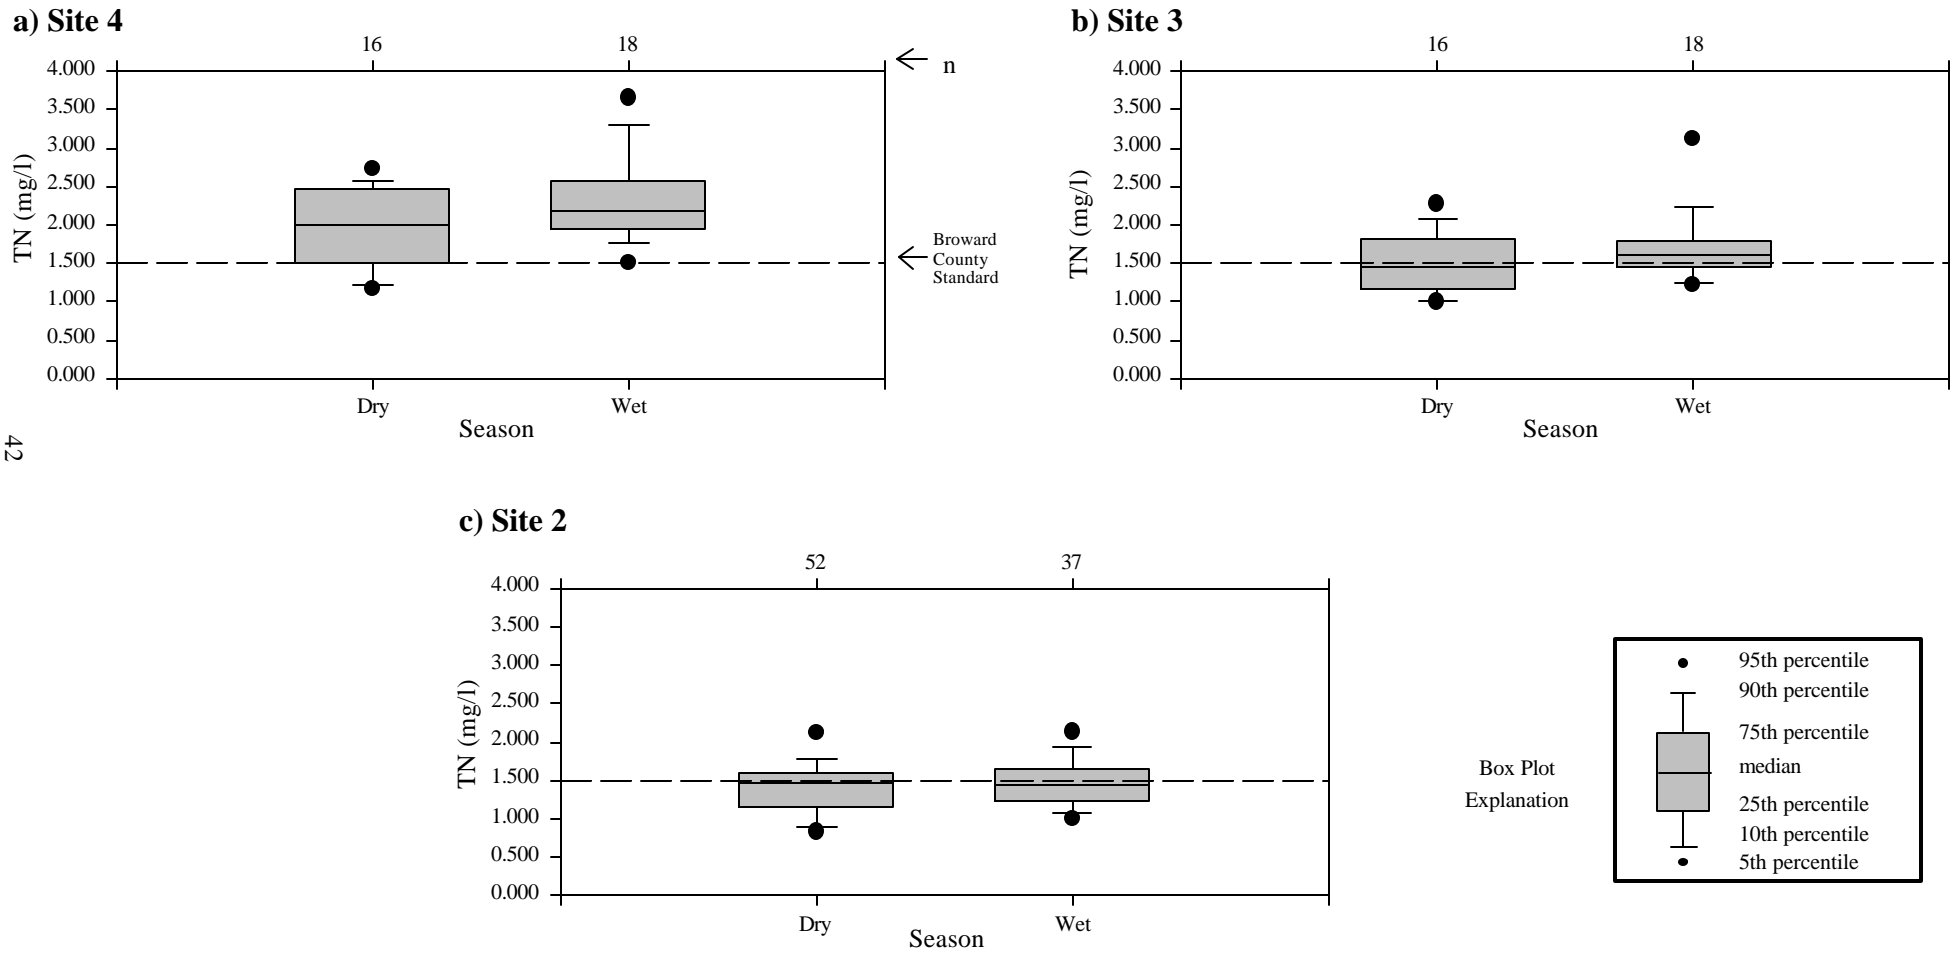 a) Site 4
16 18
n
4.000
3.500
3.000
2.500
2.000
1.500
1.000
0.500
0.000
TN (mg/l)
Broward
County
Standard
Dry Wet
Season
b) Site 3
16 18
4.000
3.500
3.000
2.500
2.000
1.500
1.000
0.500
0.000
TN (mg/l)
Dry Wet
Season
42
c) Site 2
52 37
4.000
3.500
3.000
2.500
2.000
1.500
1.000
0.500
0.000
TN (mg/l)
Dry Wet
Season
Box Plot
Explanation
95th percentile
90th percentile
75th percentile
median
25th percentile
10th percentile
5th percentile